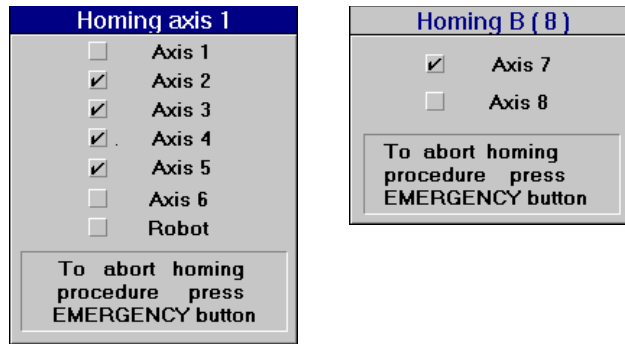 Homing axis 1
Axis 1
Axis 2
Axis 3
Axis 4
Axis 5
Axis 6
Robot
To abort homing
procedure press
EMERGENCY button
Homing B ( 8 )
Axis 7
Axis 8
To abort homing
procedure press
EMERGENCY button